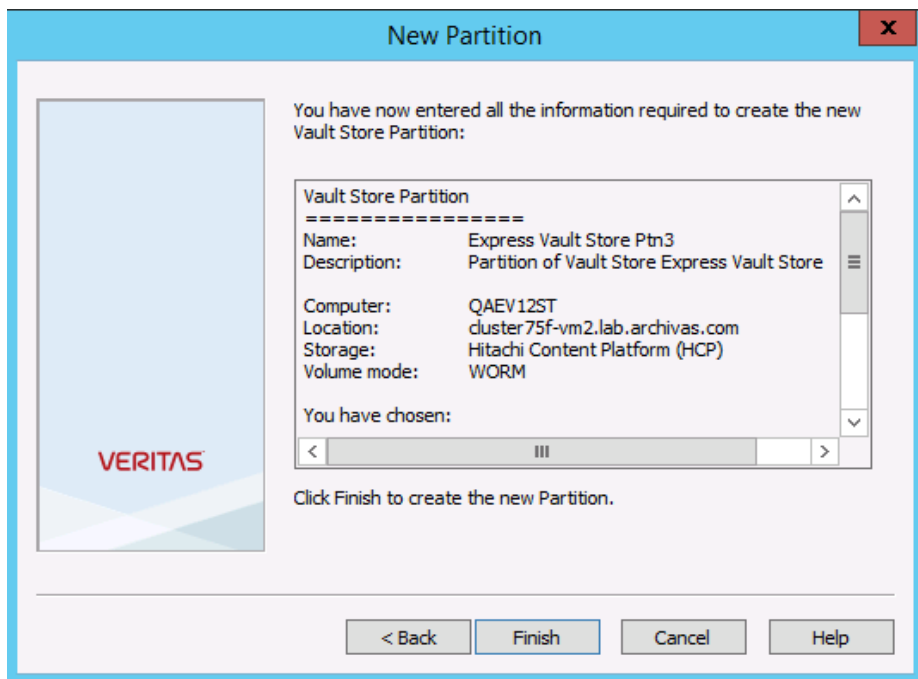 New Partition
x
You have now entered all the information required to create the new
Vault Store Partition:
Vault Store Partition
================
Name: Express Vault Store Ptn3
Description: Partition of Vault Store Express Vault Store
Computer: QAEV12ST
Location: cluster75f-vm2.lab.archivas.com
Storage: Hitachi Content Platform (HCP)
Volume mode: WORM
You have chosen:
VERITAS
Click Finish to create the new Partition.
< Back Finish Cancel Help